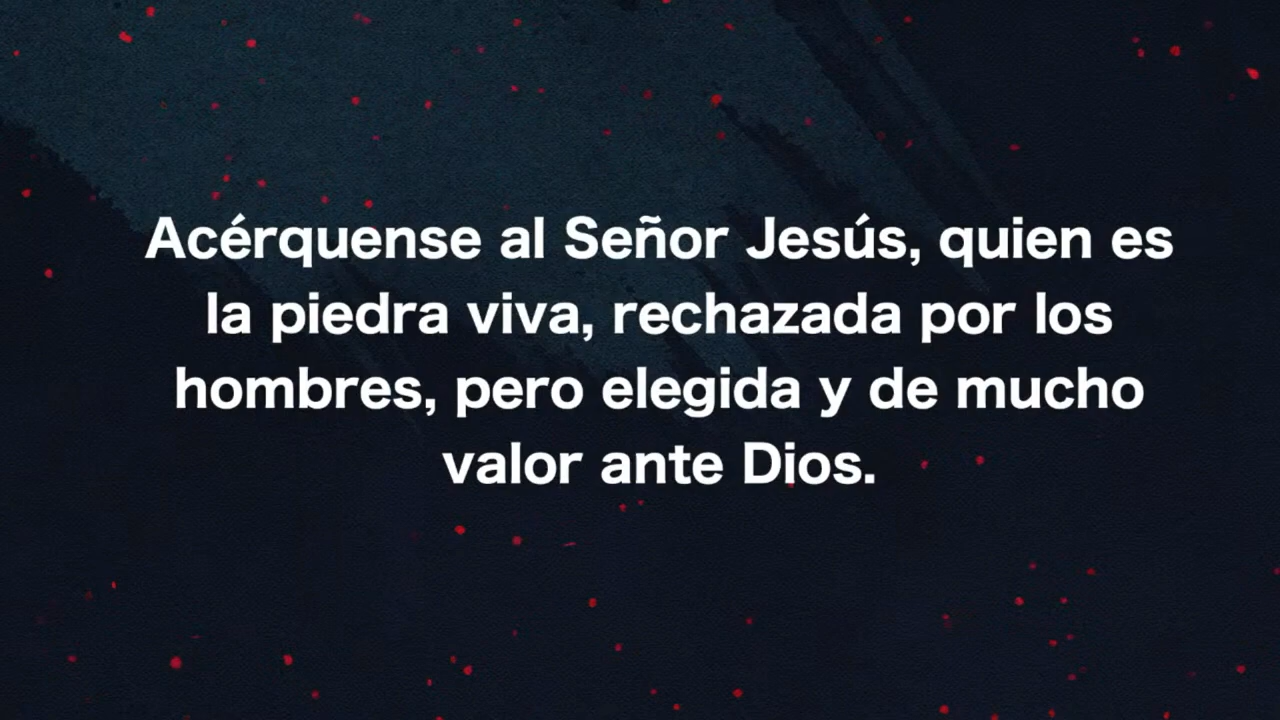 Acérquense al Señor Jesús, quien es
la piedra viva, rechazada por los
hombres, pero elegida y de mucho
valor ante Dios.